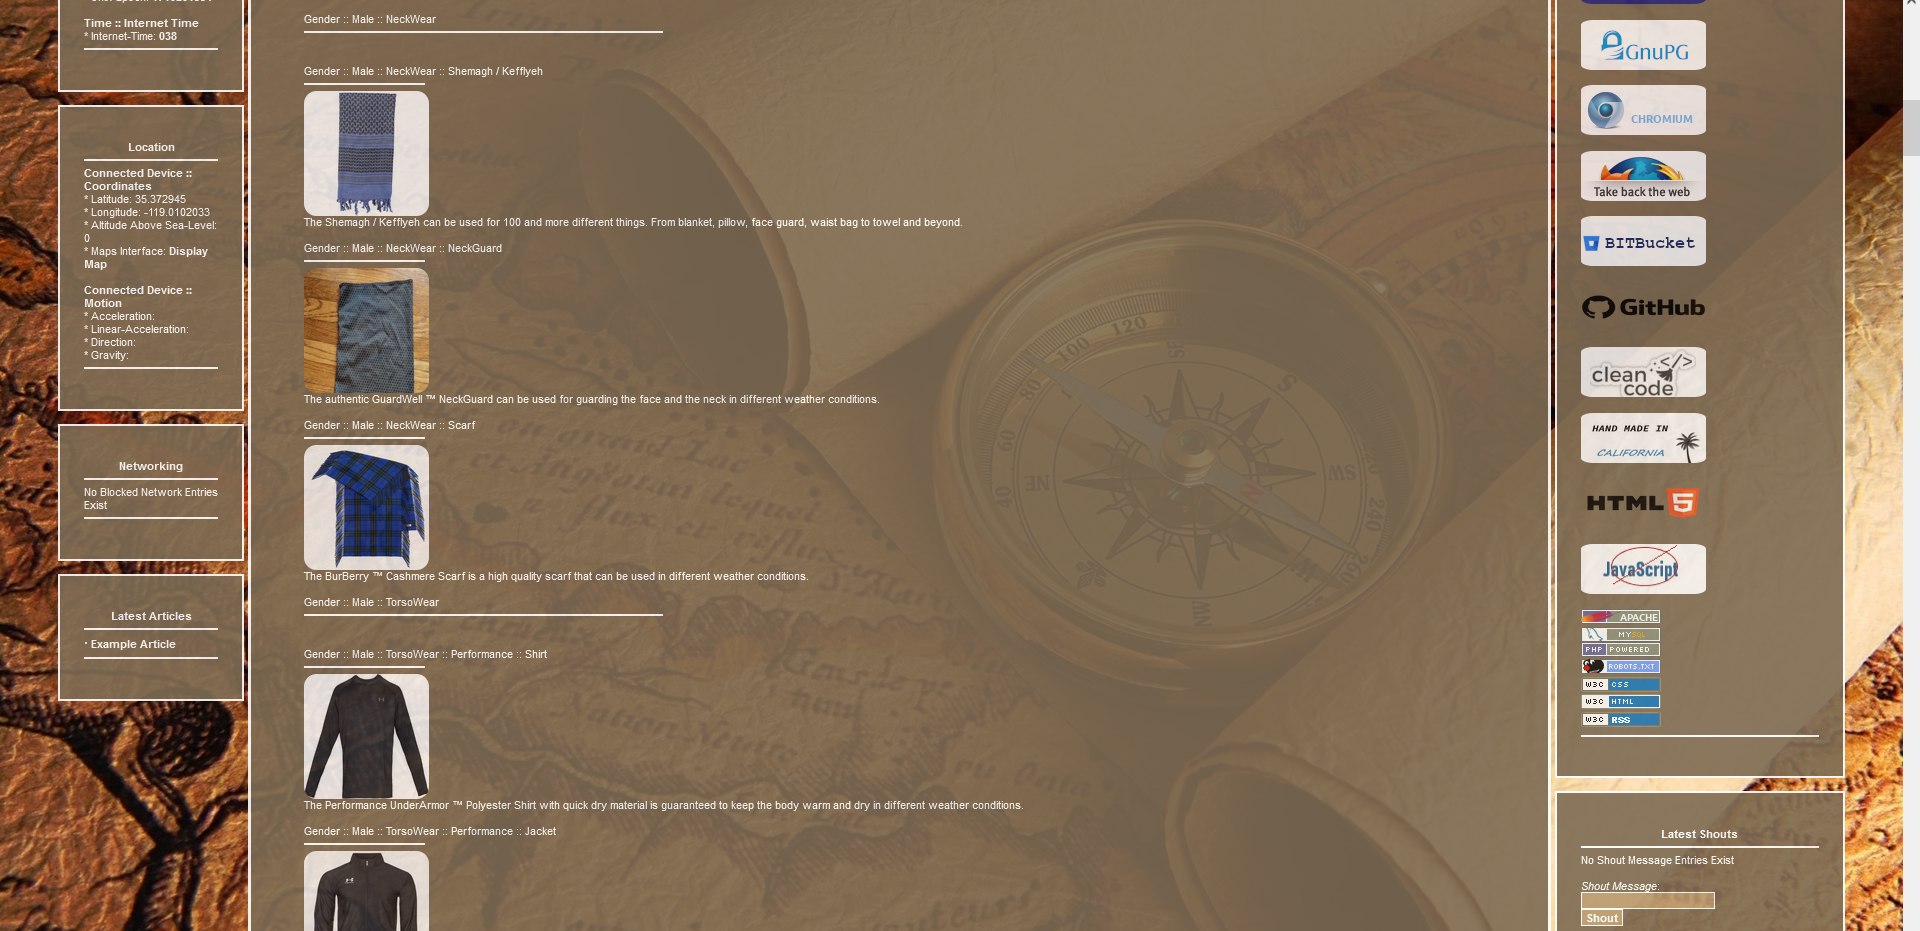 Time :: Internet Time
* Internet-Time: 038
Location
Connected Device ::
Coordinates
* Latitude: 35.372945
* Longitude: -119.0102033
* Altitude Above Sea-Level:
0
* Maps Interface: Display
Map
Connected Device ::
Motion
* Acceleration:
* Linear-Acceleration:
* Direction:
* Gravity:
Networking
No Blocked Network Entries
Exist
Latest Articles
· Example Article
Gender :: Male :: NeckWear
Gender :: Male :: NeckWear :: Shemagh / Kefflyeh
The Shemagh / Kefflyeh can be used for 100 and more different things. From blanket, pillow, face guard, waist bag to towel and beyond.
Gender :: Male :: NeckWear :: NeckGuard
The authentic GuardWell ™ NeckGuard can be used for guarding the face and the neck in different weather conditions.
Gender :: Male :: NeckWear :: Scarf
The BurBerry ™ Cashmere Scarf is a high quality scarf that can be used in different weather conditions.
Gender :: Male :: TorsoWear
Gender :: Male :: TorsoWear :: Performance :: Shirt
The Performance UnderArmor ™ Polyester Shirt with quick dry material is guaranteed to keep the body warm and dry in different weather conditions.
Gender :: Male :: TorsoWear :: Performance :: Jacket
120
100
80
60
40
NE
SE
S
SW
240
W
GnuPG
CHROMIUM
Take back the web
BITBucket
GitHub
clean </>
code
HAND MADE IN
CALIFORNIA
HTML 5
JavaScript
APACHE
MYSQL
PHP POWERED
ROBOTS.TXT
W3C CSS
W3C HTML
W3C RSS
Latest Shouts
No Shout Message Entries Exist
Shout Message:
Shout